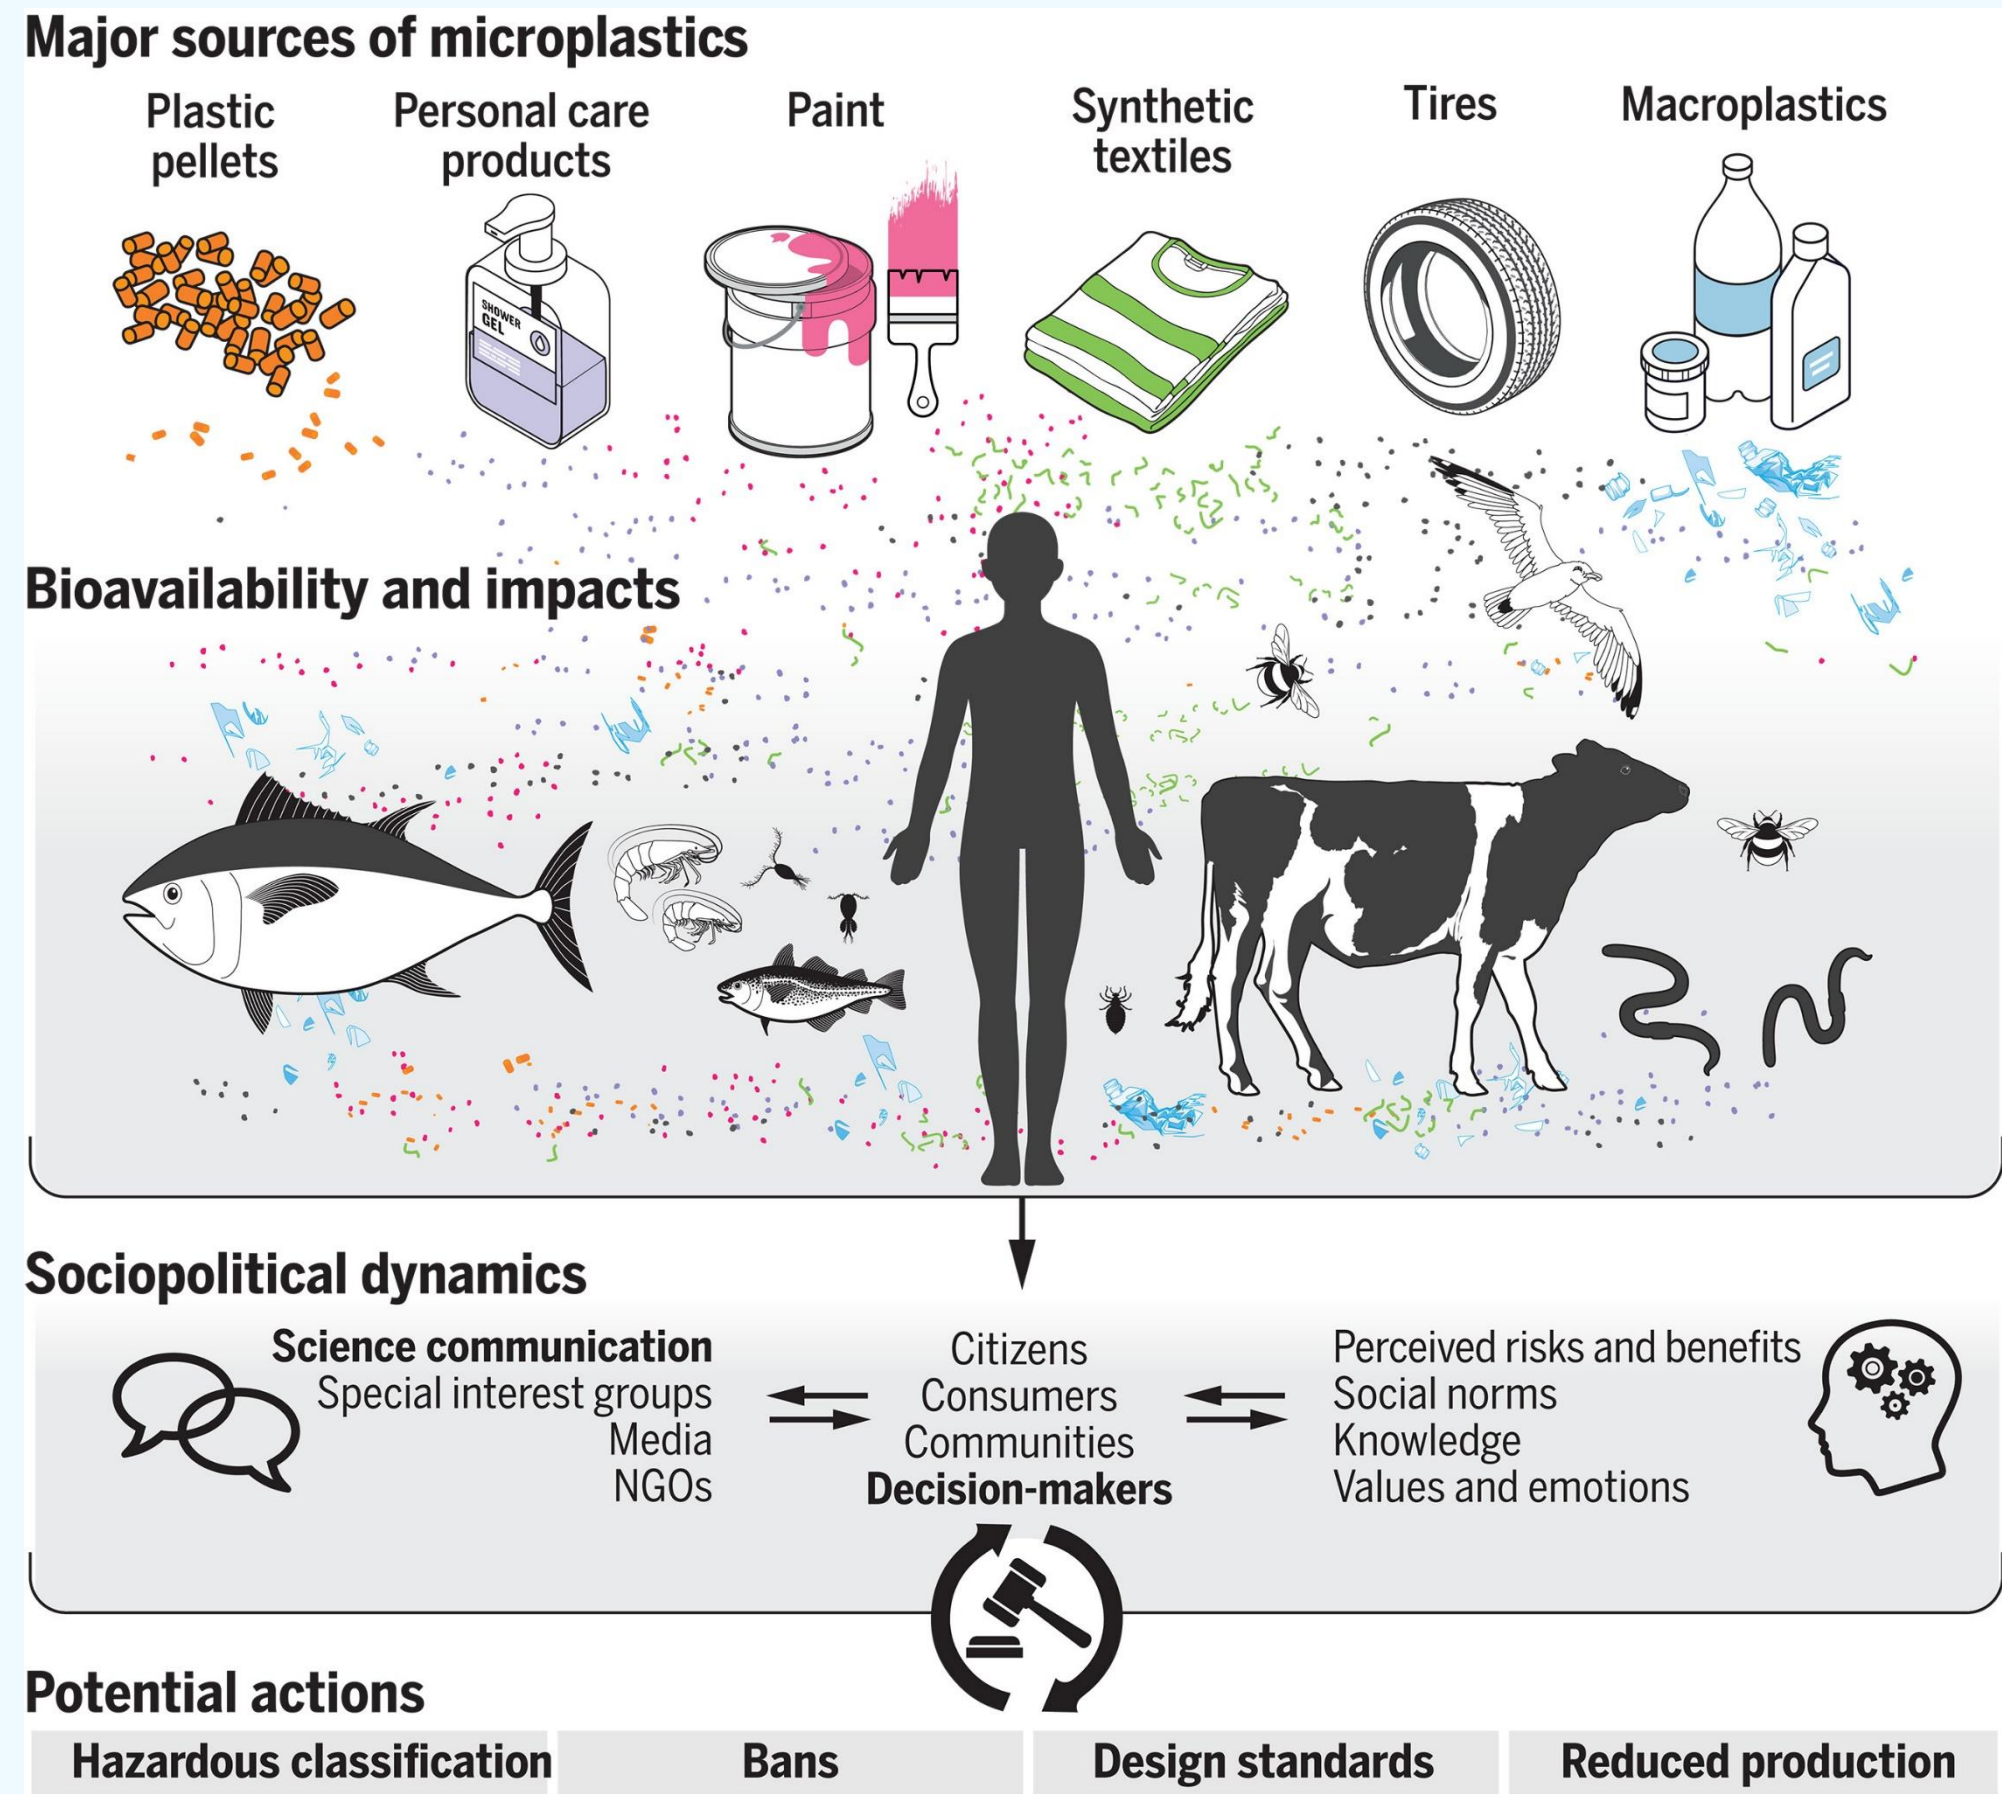 Major sources of microplastics
Plastic
pellets
Personal care
products
Paint
Synthetic
textiles
Tires
Macroplastics
SHOWER
GEL
Bioavailability and impacts
Sociopolitical dynamics
Science communication
Special interest groups
Media
NGOs
Citizens
Consumers
Communities
Decision-makers
Perceived risks and benefits
Social norms
Knowledge
Values and emotions
Potential actions
Hazardous classification
Bans
Design standards
Reduced production